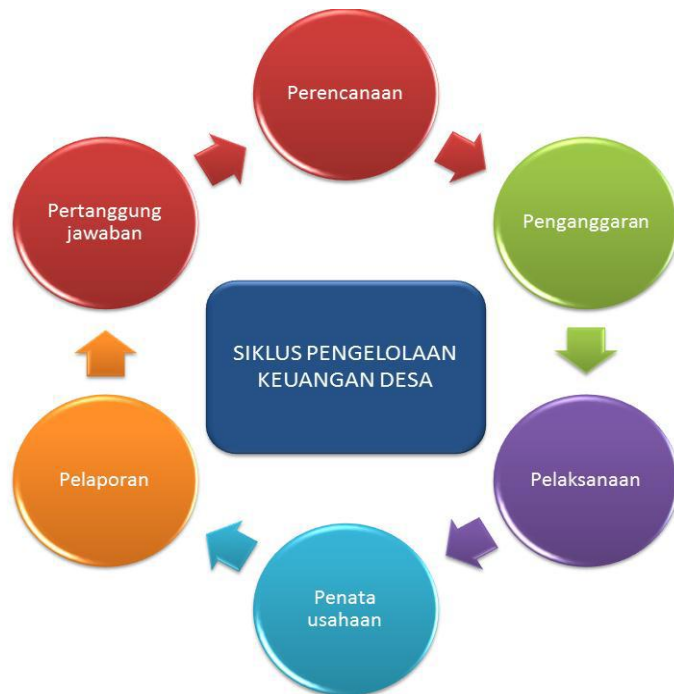 Perencanaan
Penganggaran
Pelaksanaan
Penata
usahaan
Pelaporan
Pertanggung
jawaban
SIKLUS PENGELOLAAN
KEUANGAN DESA